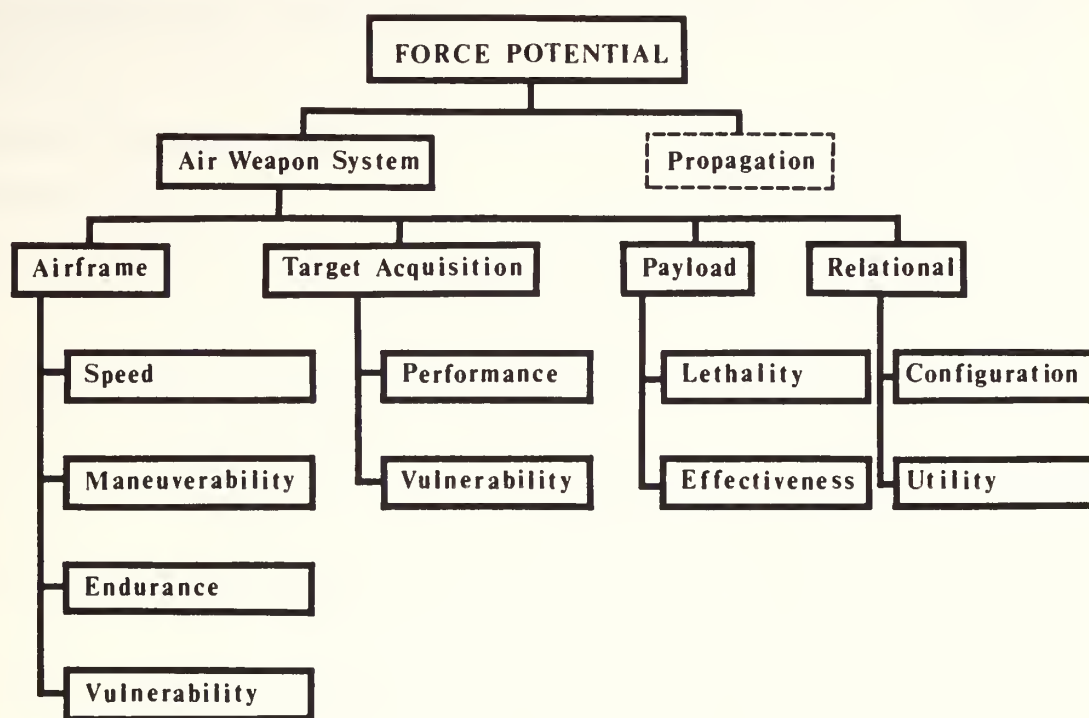 FORCE POTENTIAL
Air Weapon System
Propagation
Airframe
Target Acquisition
Payload
Relational
Speed
Performance
Lethality
Configuration
Maneuverability
Vulnerability
Effectiveness
Utility
Endurance
Vulnerability